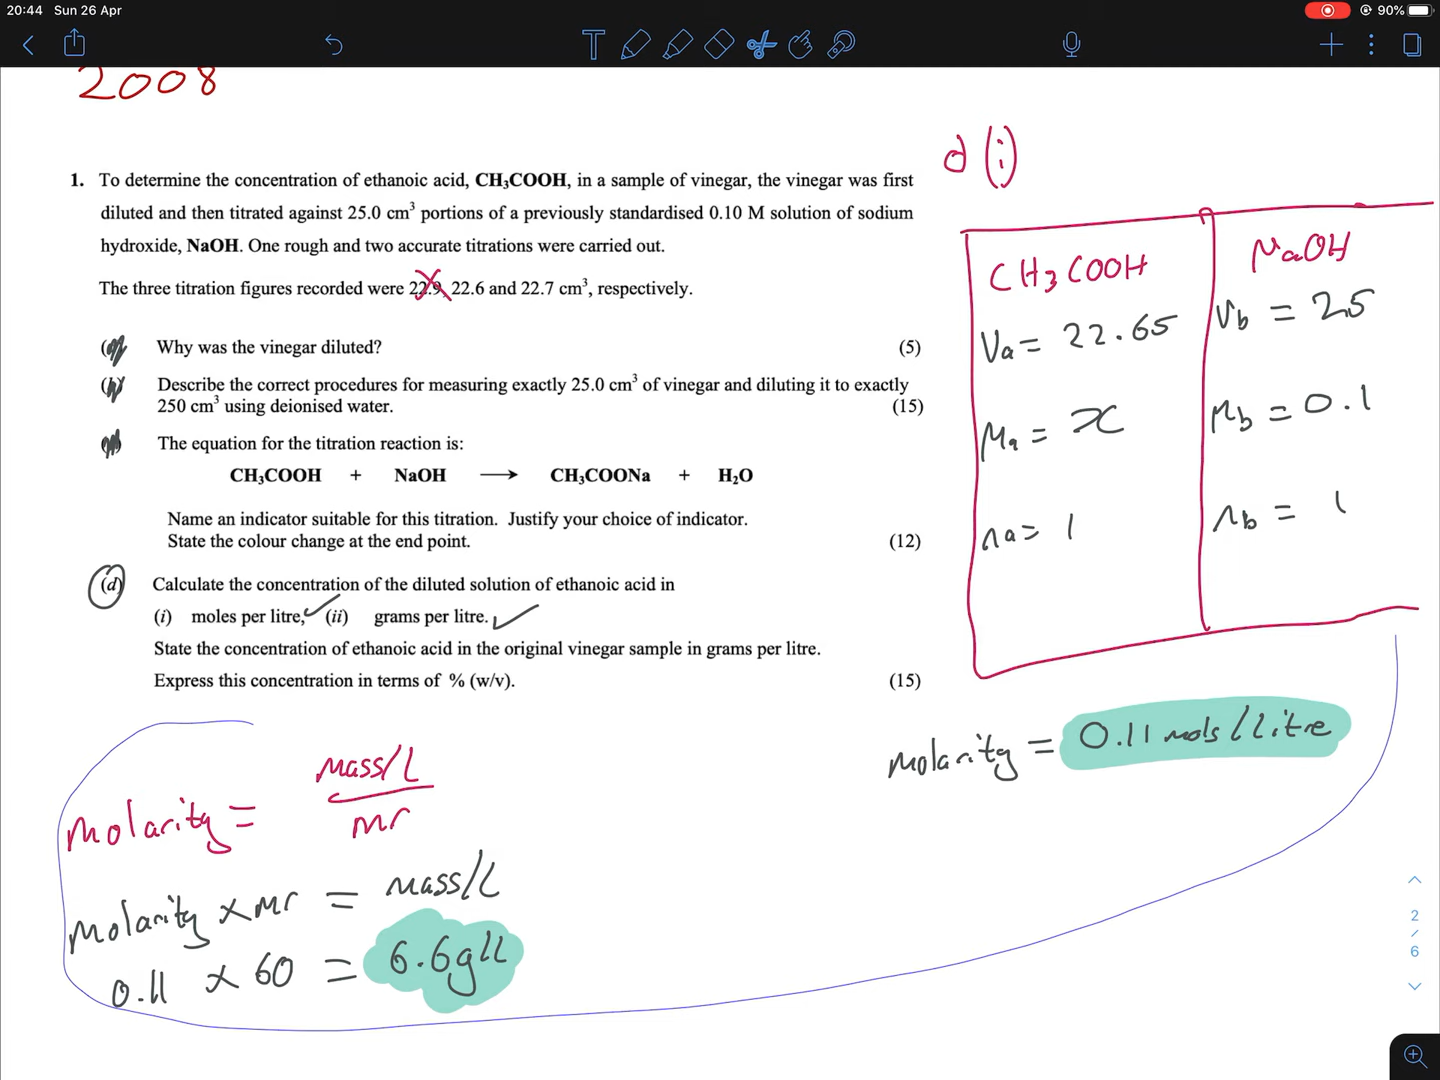 20:44 Sun 26 Apr
90%
2008
1. To determine the concentration of ethanoic acid, CH₃COOH, in a sample of vinegar, the vinegar was first
diluted and then titrated against 25.0 cm³ portions of a previously standardised 0.10 M solution of sodium
hydroxide, NaOH. One rough and two accurate titrations were carried out.
The three titration figures recorded were 22.9, 22.6 and 22.7 cm³, respectively.
(a) Why was the vinegar diluted? (5)
(b) Describe the correct procedures for measuring exactly 25.0 cm³ of vinegar and diluting it to exactly
250 cm³ using deionised water. (15)
The equation for the titration reaction is:
CH₃COOH + NaOH → CH₃COONa + H₂O
Name an indicator suitable for this titration. Justify your choice of indicator.
State the colour change at the end point. (12)
(d) Calculate the concentration of the diluted solution of ethanoic acid in
(i) moles per litre, (ii) grams per litre.
State the concentration of ethanoic acid in the original vinegar sample in grams per litre.
Express this concentration in terms of % (w/v). (15)
d (i)
CH3COOH NaOH
Va = 22.65 Vb = 25
Ma = x Mb = 0.1
na = 1 nb = 1
molarity = 0.11 mols/litre
molarity = mass/L
mr
molarity x mr = mass/L
0.11 x 60 = 6.6g/L
2
/
6